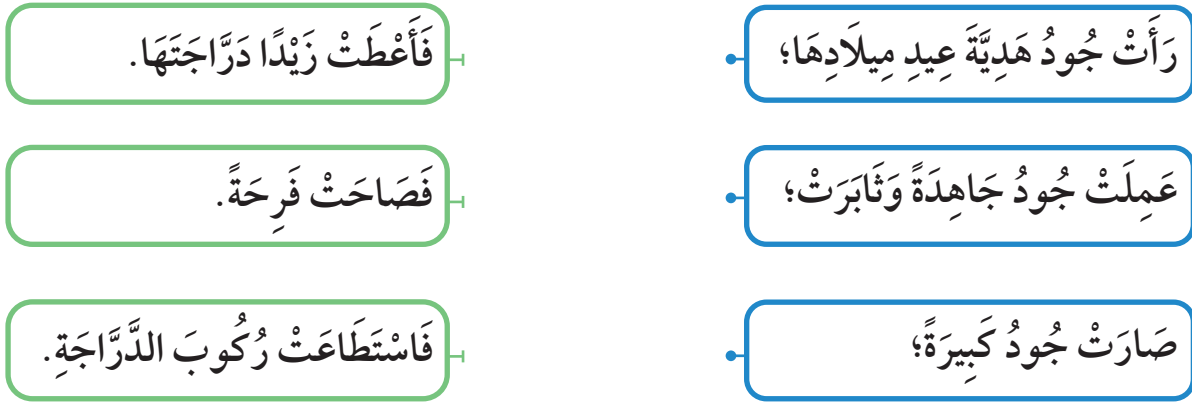 رَأَتْ جُودُ هَدِيَّةَ عِيدِ مِيلَادِهَا؛
فَأَعْطَتْ زَيْدًا دَرَّاجَتَهَا.
عَمِلَتْ جُودُ جَاهِدَةً وَثَابَرَتْ؛
فَصَاحَتْ فَرِحَةً.
صَارَتْ جُودُ كَبِيرَةً؛
فَاسْتَطَاعَتْ رُكُوبَ الدَّرَّاجَةِ.